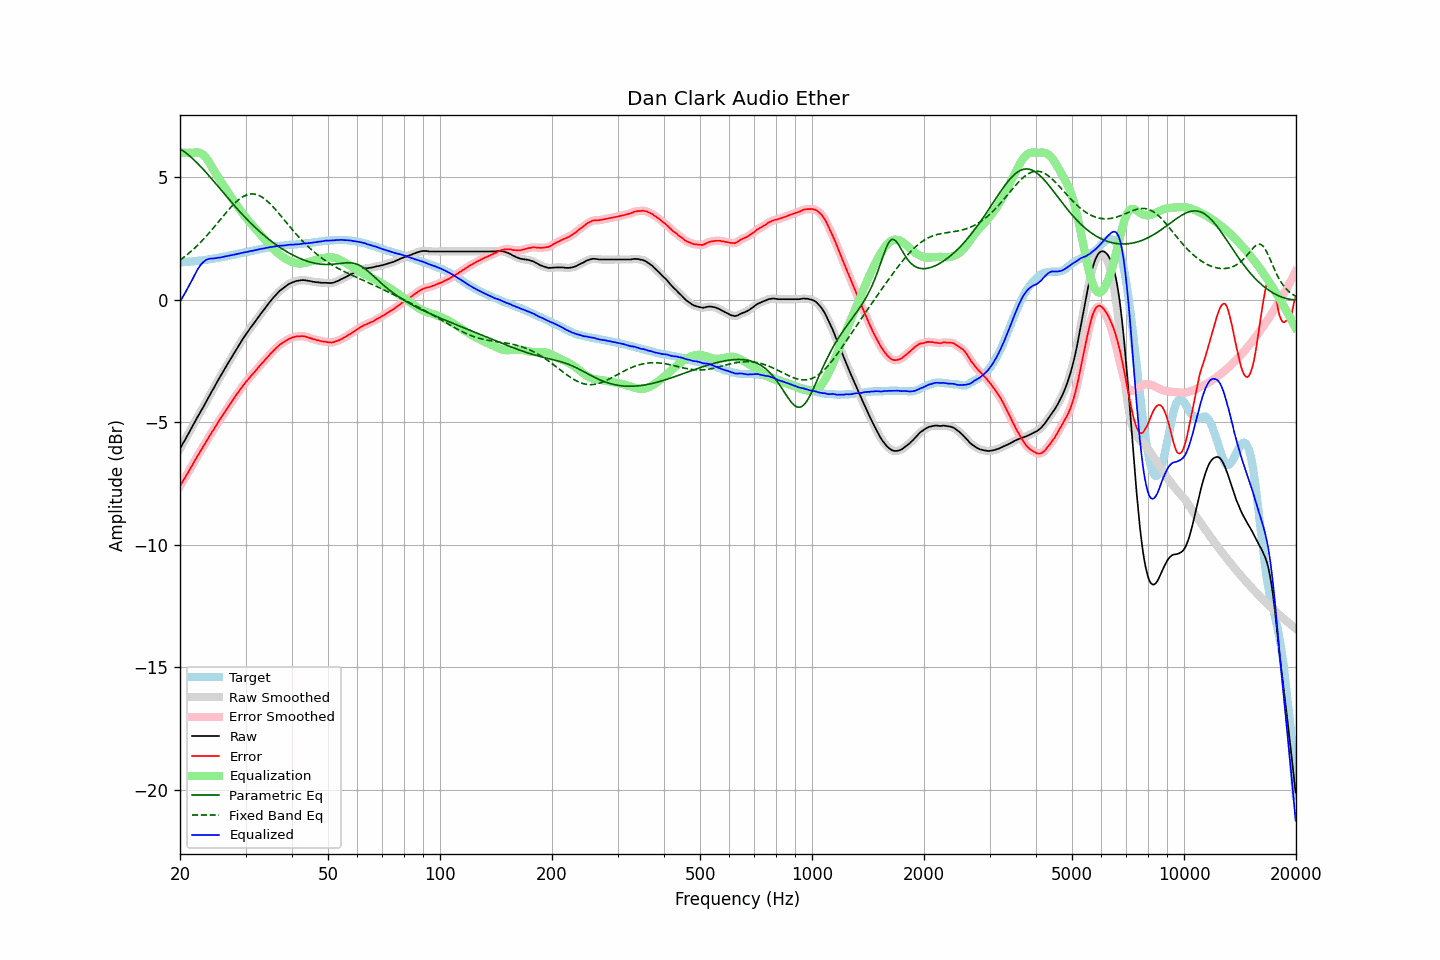 Dan Clark Audio Ether
Amplitude (dBr)
5
0
−5
−10
−15
−20
Target
Raw Smoothed
Error Smoothed
Raw
Error
Equalization
Parametric Eq
Fixed Band Eq
Equalized
20 50 100 200 500 1000 2000 5000 10000 20000
Frequency (Hz)